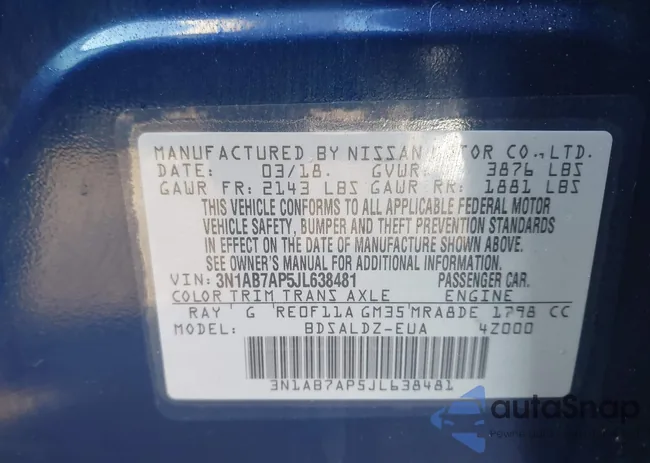 MANUFACTURED BY NISSAN MOTOR CO.,LTD.
DATE: 03/18. GVWR: 3876 LBS
GAWR FR: 2143 LBS GAWR RR: 1881 LBS
THIS VEHICLE CONFORMS TO ALL APPLICABLE FEDERAL MOTOR
VEHICLE SAFETY, BUMPER AND THEFT PREVENTION STANDARDS
IN EFFECT ON THE DATE OF MANUFACTURE SHOWN ABOVE.
SEE OWNER'S MANUAL FOR ADDITIONAL INFORMATION.
VIN: 3N1AB7AP5JL638481 PASSENGER CAR.
COLOR TRIM TRANS AXLE ENGINE
RAY G RE0F11A GM35 MRA8DE 1798 CC
MODEL: BDSALDZ-EUA 4Z000
3N1AB7AP5JL638481
autoSnap